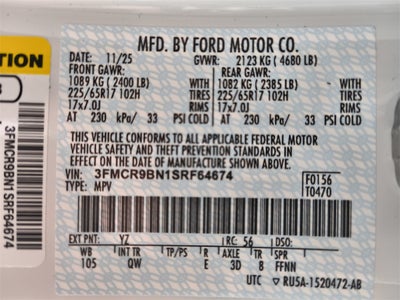 MFD. BY FORD MOTOR CO.
DATE: 11/25 GVWR: 2123 KG (4680 LB)
FRONT GAWR: REAR GAWR:
1089 KG (2400 LB) WITH 1082 KG (2385 LB) WITH
225/65R17 102H TIRES 225/65R17 102H TIRES
17x7.0J RIMS 17x7.0J RIMS
AT 230 kPa/ 33 PSI COLD AT 230 kPa/ 33 PSI COLD
THIS VEHICLE CONFORMS TO ALL APPLICABLE FEDERAL MOTOR
VEHICLE SAFETY AND THEFT PREVENTION STANDARDS IN
EFFECT ON THE DATE OF MANUFACTURE SHOWN ABOVE.
VIN: 3FMCR9BN1SRF64674 F0156
TYPE: MPV T0470
EXT PNT: YZ RC: 56 DSO:
WB INT TR TP/PS R AXLE TR SPR
105 QW E 3D 8 FFNN
UTC RU5A-1520472-AB
3FMCR9BN1SRF64674
TION